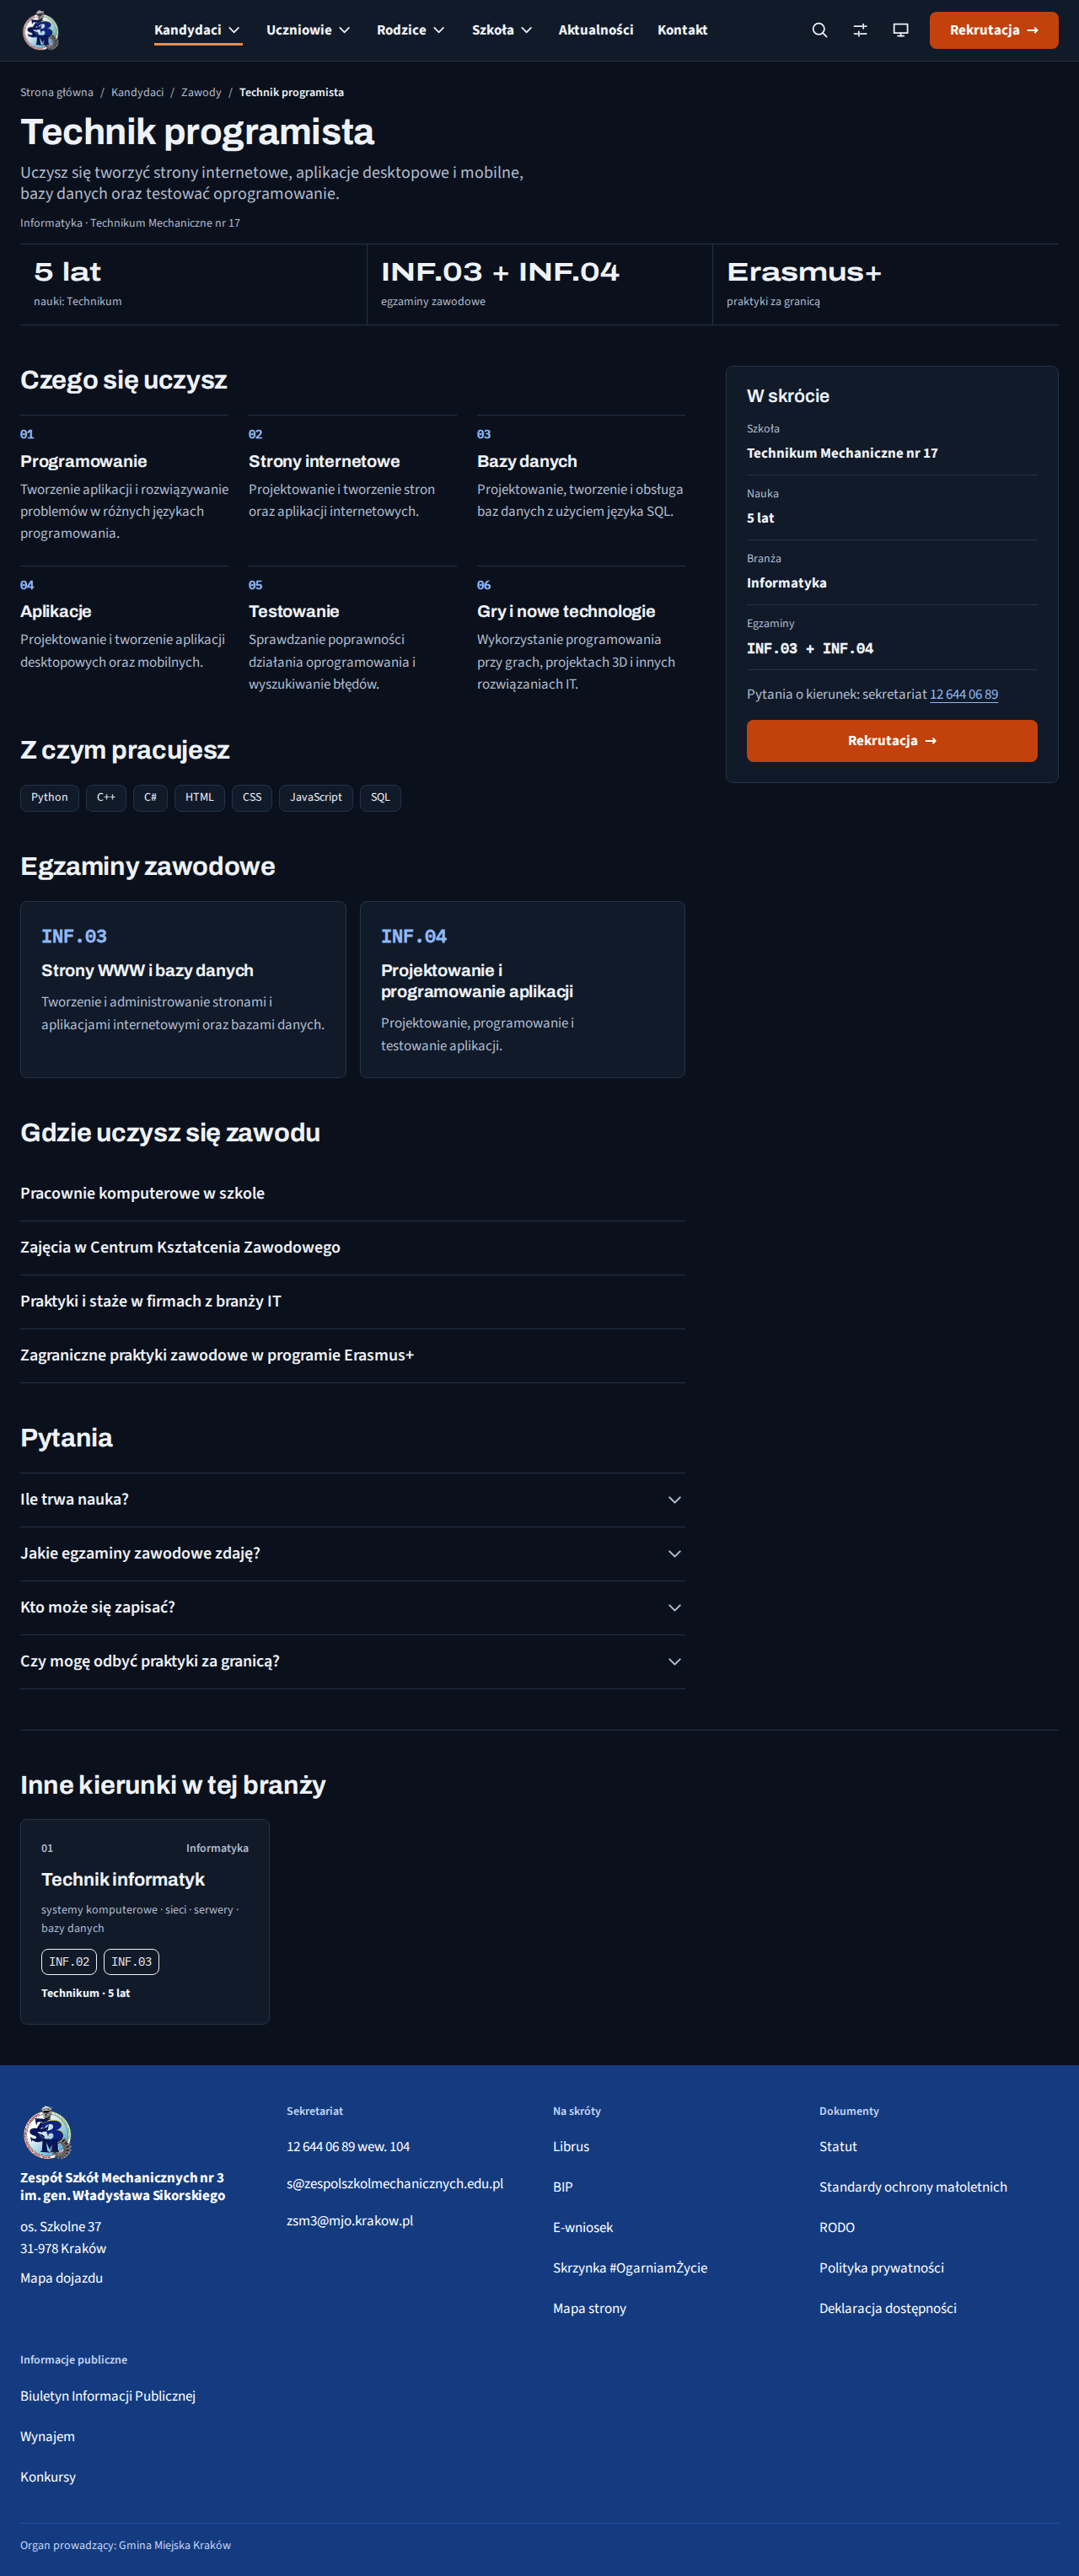 Kandydaci
Uczniowie
Rodzice
Szkoła
Aktualności
Kontakt
Rekrutacja →
Strona główna / Kandydaci / Zawody / Technik programista
Technik programista
Uczysz się tworzyć strony internetowe, aplikacje desktopowe i mobilne,
bazy danych oraz testować oprogramowanie.
Informatyka · Technikum Mechaniczne nr 17
5 lat
nauki: Technikum
INF.03 + INF.04
egzaminy zawodowe
Erasmus+
praktyki za granicą
Czego się uczysz
01
Programowanie
Tworzenie aplikacji i rozwiązywanie
problemów w różnych językach
programowania.
02
Strony internetowe
Projektowanie i tworzenie stron
oraz aplikacji internetowych.
03
Bazy danych
Projektowanie, tworzenie i obsługa
baz danych z użyciem języka SQL.
04
Aplikacje
Projektowanie i tworzenie aplikacji
desktopowych oraz mobilnych.
05
Testowanie
Sprawdzanie poprawności
działania oprogramowania i
wyszukiwanie błędów.
06
Gry i nowe technologie
Wykorzystanie programowania
przy grach, projektach 3D i innych
rozwiązaniach IT.
W skrócie
Szkoła
Technikum Mechaniczne nr 17
Nauka
5 lat
Branża
Informatyka
Egzaminy
INF.03 + INF.04
Pytania o kierunek: sekretariat 12 644 06 89
Rekrutacja →
Z czym pracujesz
Python
C++
C#
HTML
CSS
JavaScript
SQL
Egzaminy zawodowe
INF.03
Strony WWW i bazy danych
Tworzenie i administrowanie stronami i
aplikacjami internetowymi oraz bazami danych.
INF.04
Projektowanie i
programowanie aplikacji
Projektowanie, programowanie i
testowanie aplikacji.
Gdzie uczysz się zawodu
Pracownie komputerowe w szkole
Zajęcia w Centrum Kształcenia Zawodowego
Praktyki i staże w firmach z branży IT
Zagraniczne praktyki zawodowe w programie Erasmus+
Pytania
Ile trwa nauka?
Jakie egzaminy zawodowe zdaję?
Kto może się zapisać?
Czy mogę odbyć praktyki za granicą?
Inne kierunki w tej branży
01
Informatyka
Technik informatyk
systemy komputerowe · sieci · serwery ·
bazy danych
INF.02
INF.03
Technikum · 5 lat
Zespół Szkół Mechanicznych nr 3
im. gen. Władysława Sikorskiego
os. Szkolne 37
31-978 Kraków
Mapa dojazdu
Sekretariat
12 644 06 89 wew. 104
s@zespolszkolmechanicznych.edu.pl
zsm3@mjo.krakow.pl
Na skróty
Librus
BIP
E-wniosek
Skrzynka #OgarniamŻycie
Mapa strony
Dokumenty
Statut
Standardy ochrony małoletnich
RODO
Polityka prywatności
Deklaracja dostępności
Informacje publiczne
Biuletyn Informacji Publicznej
Wynajem
Konkursy
Organ prowadzący: Gmina Miejska Kraków